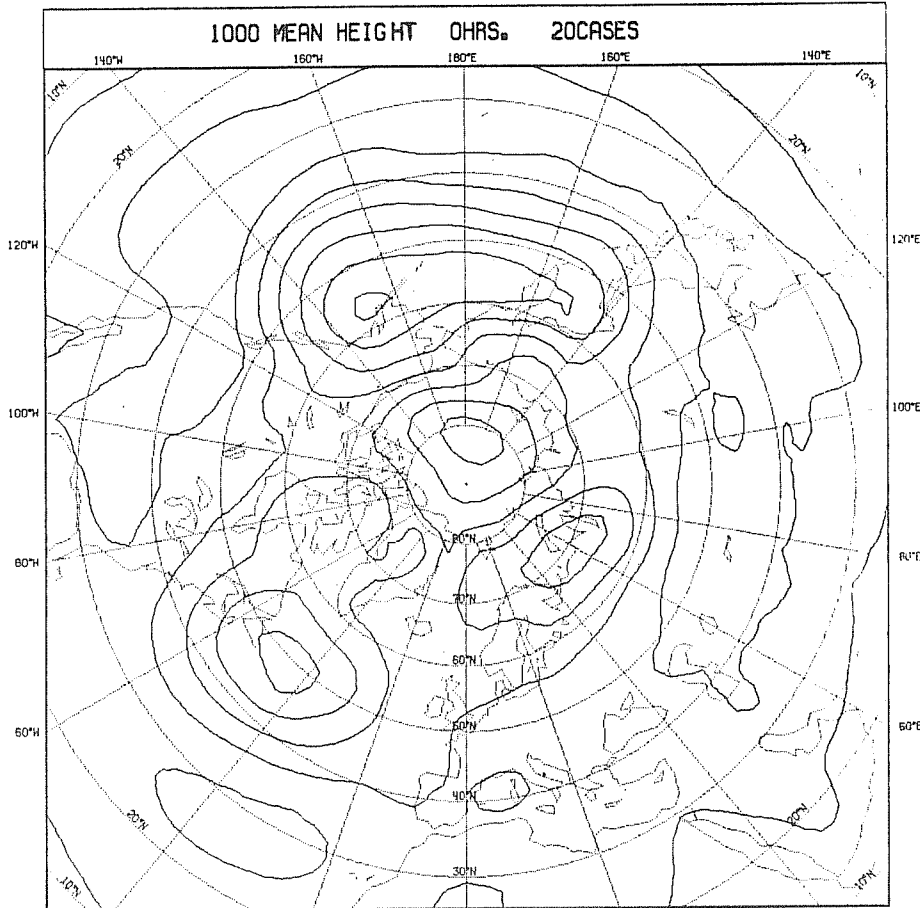 1000 MEAN HEIGHT 0HRS. 20CASES
140°W 160°W 180°E 160°E 140°E
10°N 10°N
20°N 20°N
120°W 120°E
100°W 100°E
80°N
80°W 80°E
70°N
60°N
60°W 50°N 60°E
40°N
20°N 20°N
30°N
10°N 10°N